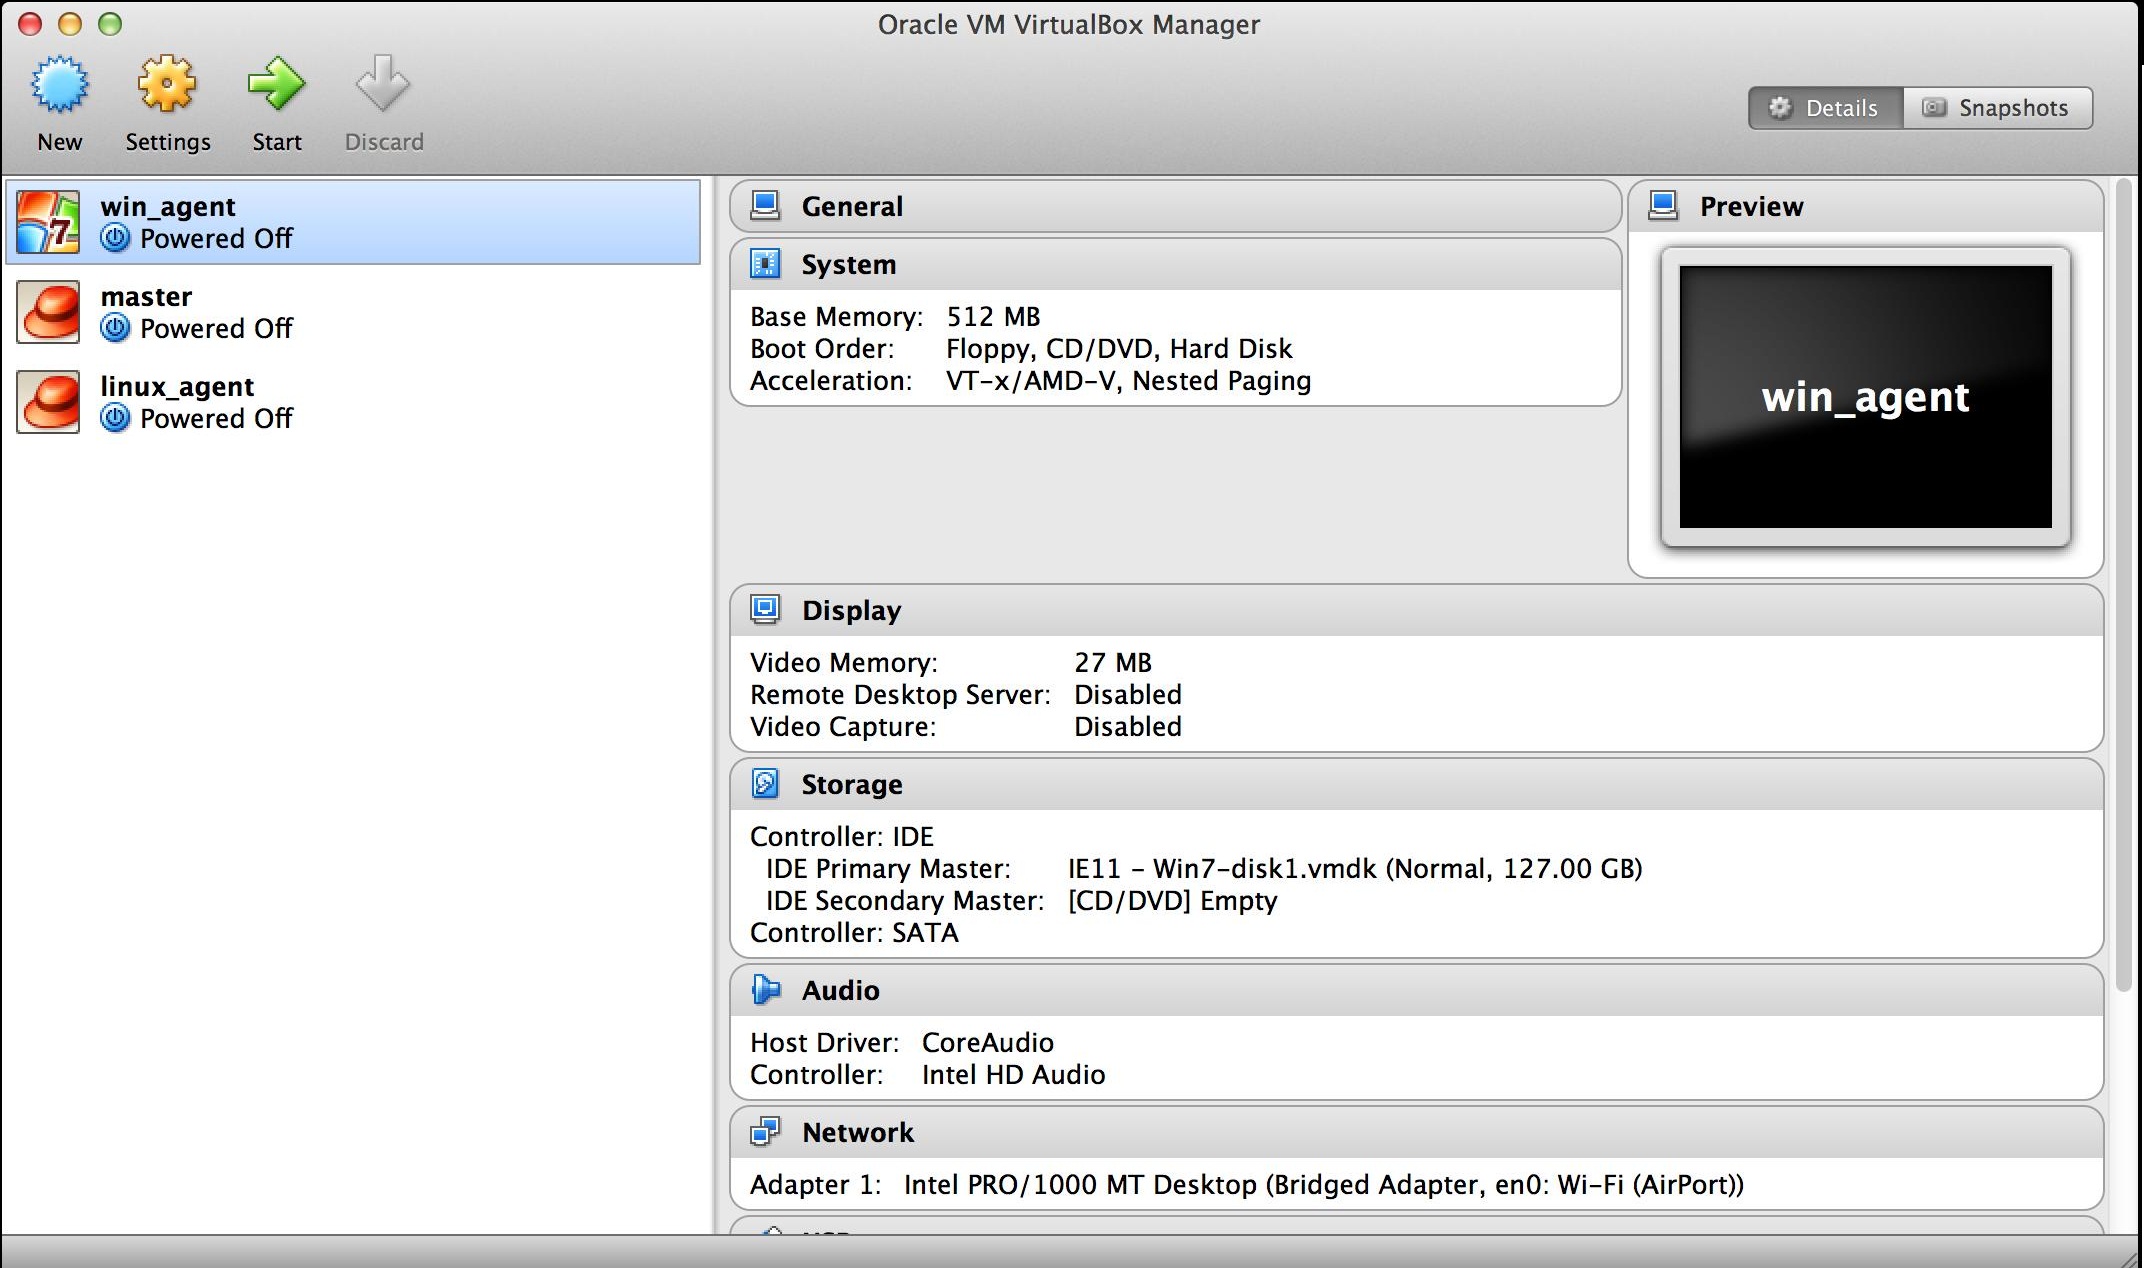 Oracle VM VirtualBox Manager
New Settings Start Discard
Details Snapshots
win_agent
Powered Off
master
Powered Off
linux_agent
Powered Off
General
System
Base Memory: 512 MB
Boot Order: Floppy, CD/DVD, Hard Disk
Acceleration: VT-x/AMD-V, Nested Paging
Preview
win_agent
Display
Video Memory: 27 MB
Remote Desktop Server: Disabled
Video Capture: Disabled
Storage
Controller: IDE
IDE Primary Master: IE11 - Win7-disk1.vmdk (Normal, 127.00 GB)
IDE Secondary Master: [CD/DVD] Empty
Controller: SATA
Audio
Host Driver: CoreAudio
Controller: Intel HD Audio
Network
Adapter 1: Intel PRO/1000 MT Desktop (Bridged Adapter, en0: Wi-Fi (AirPort))